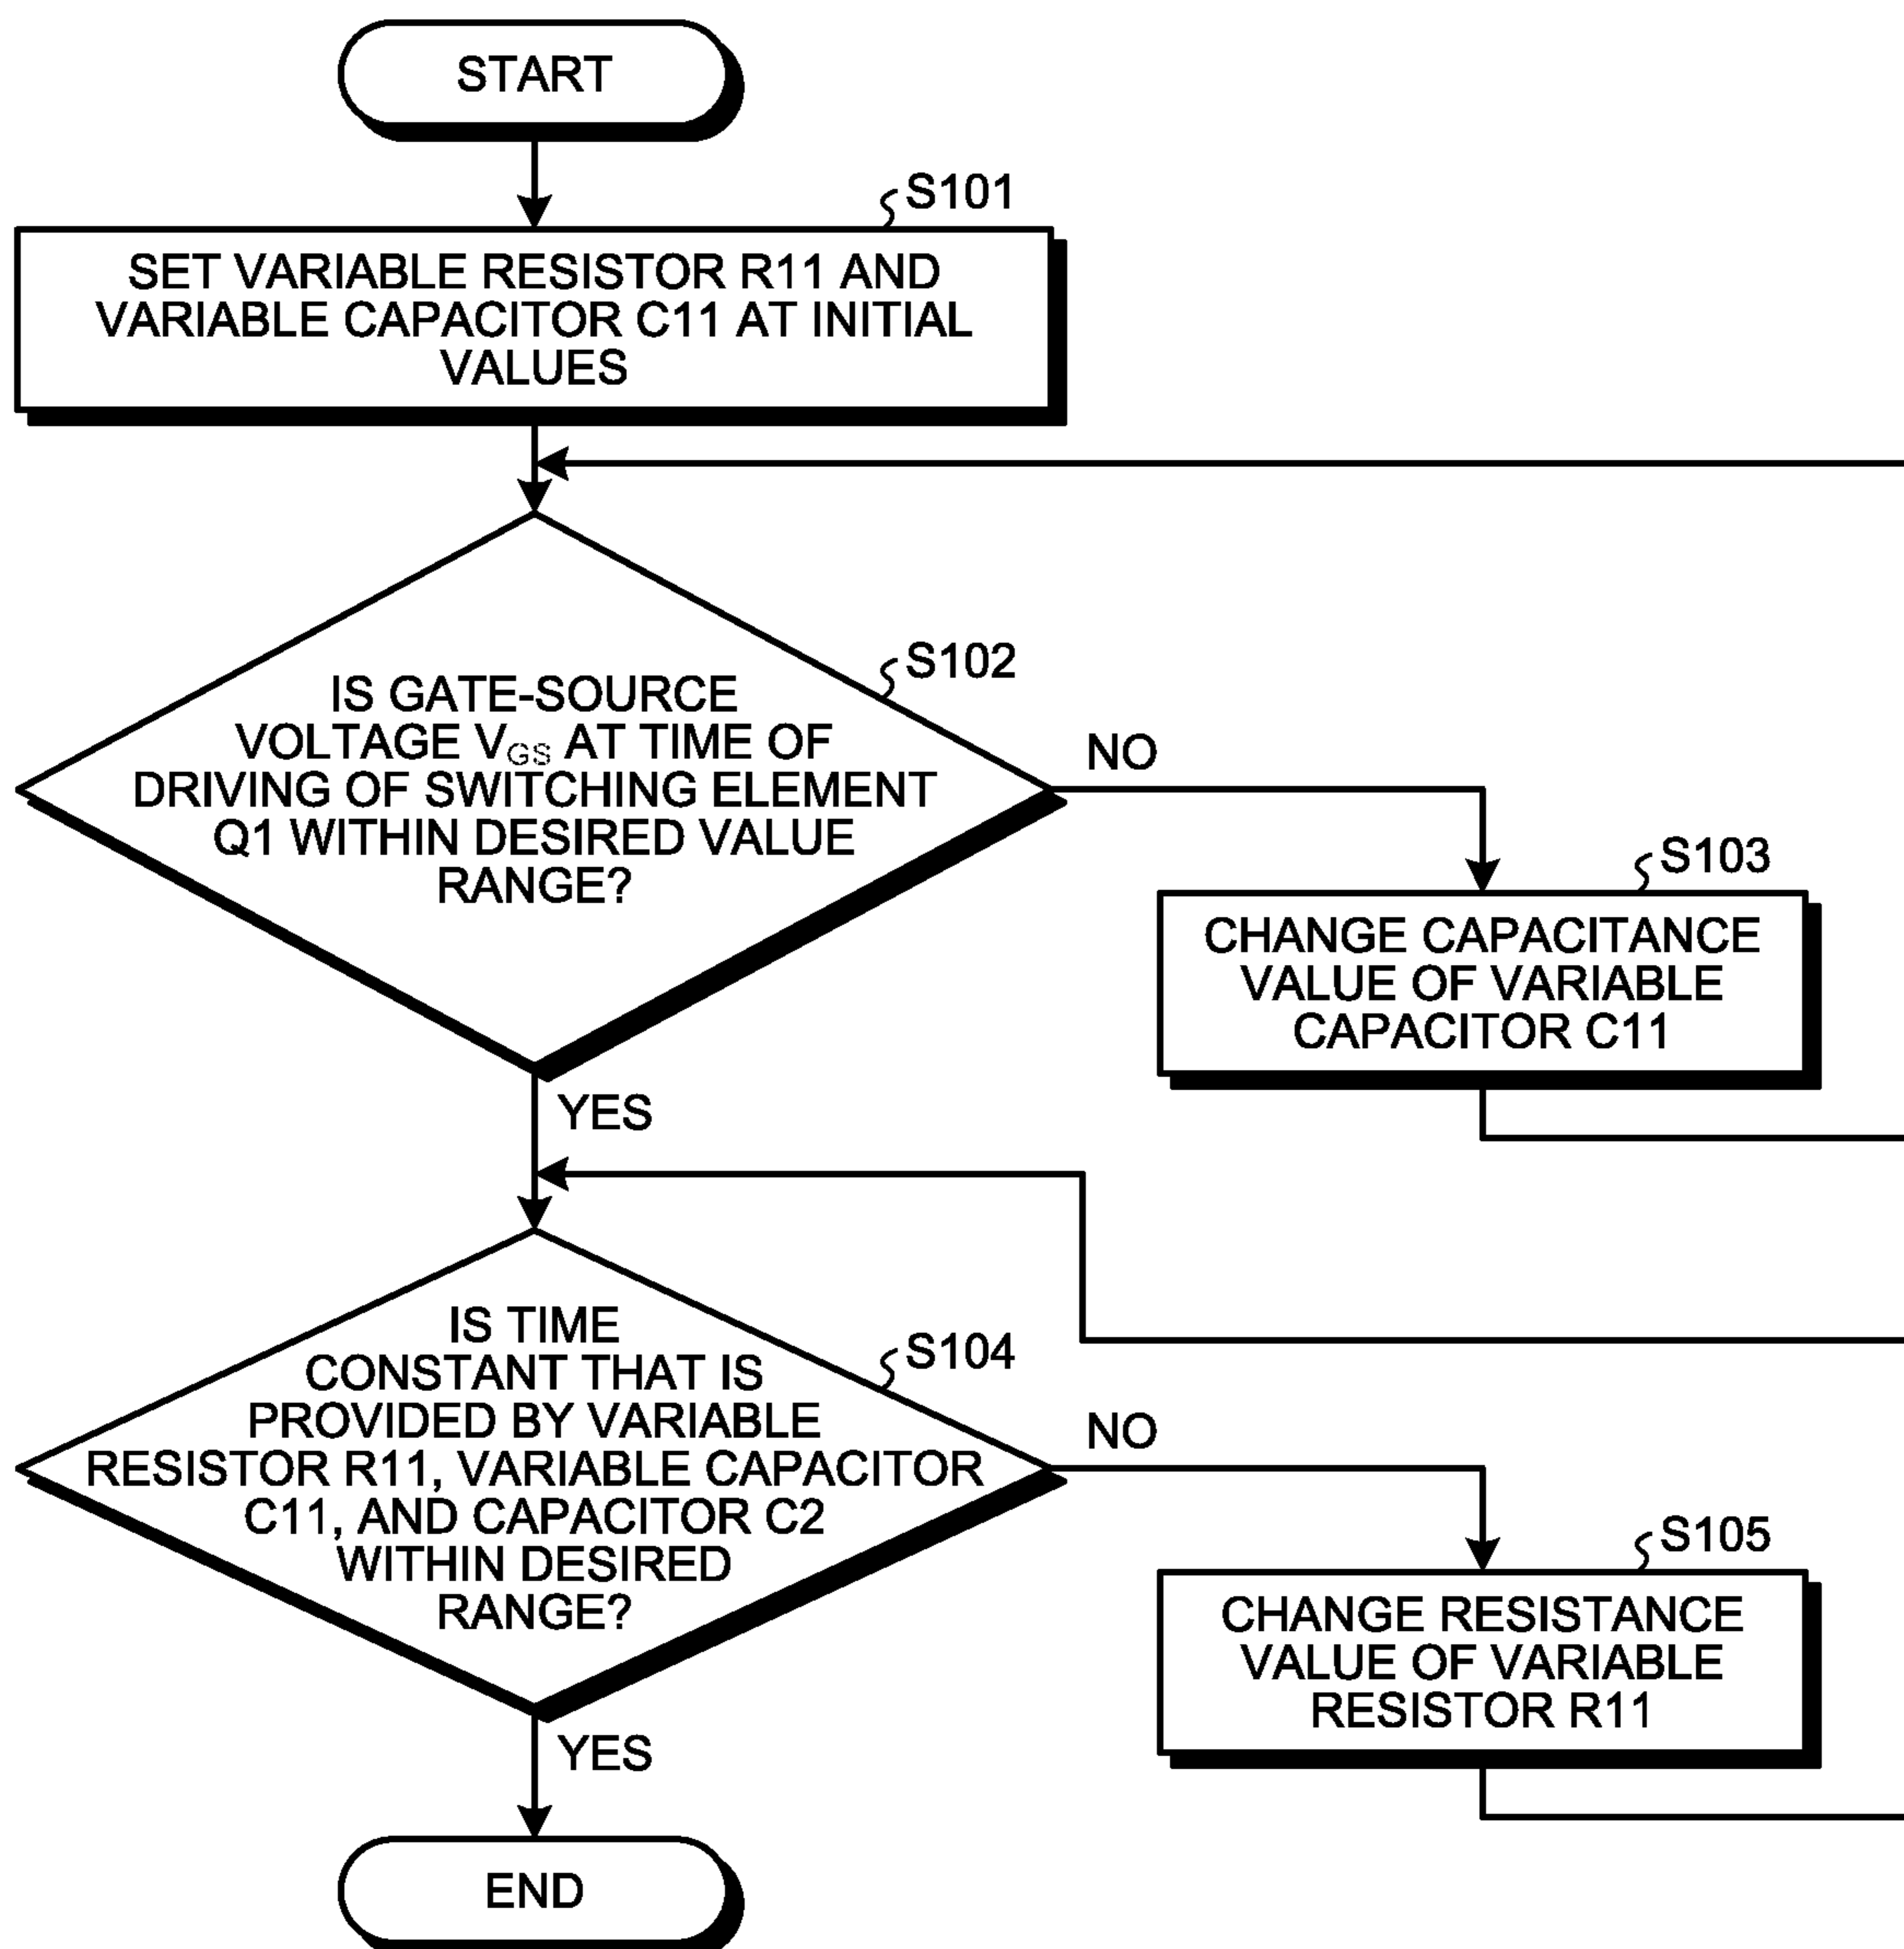 START
S101
SET VARIABLE RESISTOR R11 AND
VARIABLE CAPACITOR C11 AT INITIAL
VALUES
S102
IS GATE-SOURCE
VOLTAGE VGS AT TIME OF
DRIVING OF SWITCHING ELEMENT
Q1 WITHIN DESIRED VALUE
RANGE?
NO
S103
CHANGE CAPACITANCE
VALUE OF VARIABLE
CAPACITOR C11
YES
S104
IS TIME
CONSTANT THAT IS
PROVIDED BY VARIABLE
RESISTOR R11, VARIABLE CAPACITOR
C11, AND CAPACITOR C2
WITHIN DESIRED
RANGE?
NO
S105
CHANGE RESISTANCE
VALUE OF VARIABLE
RESISTOR R11
YES
END